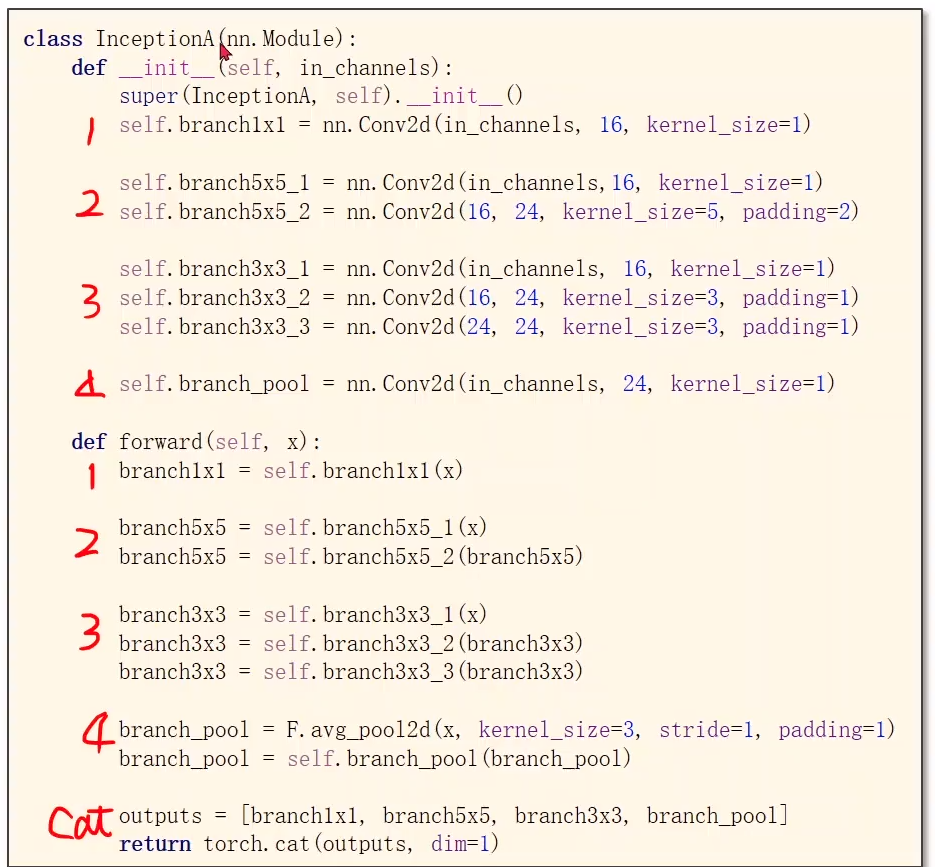 class InceptionA(nn.Module):
def __init__(self, in_channels):
super(InceptionA, self).__init__()
1 self.branch1x1 = nn.Conv2d(in_channels, 16, kernel_size=1)
self.branch5x5_1 = nn.Conv2d(in_channels,16, kernel_size=1)
2 self.branch5x5_2 = nn.Conv2d(16, 24, kernel_size=5, padding=2)
self.branch3x3_1 = nn.Conv2d(in_channels, 16, kernel_size=1)
3 self.branch3x3_2 = nn.Conv2d(16, 24, kernel_size=3, padding=1)
self.branch3x3_3 = nn.Conv2d(24, 24, kernel_size=3, padding=1)
4 self.branch_pool = nn.Conv2d(in_channels, 24, kernel_size=1)
def forward(self, x):
1 branch1x1 = self.branch1x1(x)
branch5x5 = self.branch5x5_1(x)
2 branch5x5 = self.branch5x5_2(branch5x5)
branch3x3 = self.branch3x3_1(x)
3 branch3x3 = self.branch3x3_2(branch3x3)
branch3x3 = self.branch3x3_3(branch3x3)
4 branch_pool = F.avg_pool2d(x, kernel_size=3, stride=1, padding=1)
branch_pool = self.branch_pool(branch_pool)
Cat outputs = [branch1x1, branch5x5, branch3x3, branch_pool]
return torch.cat(outputs, dim=1)